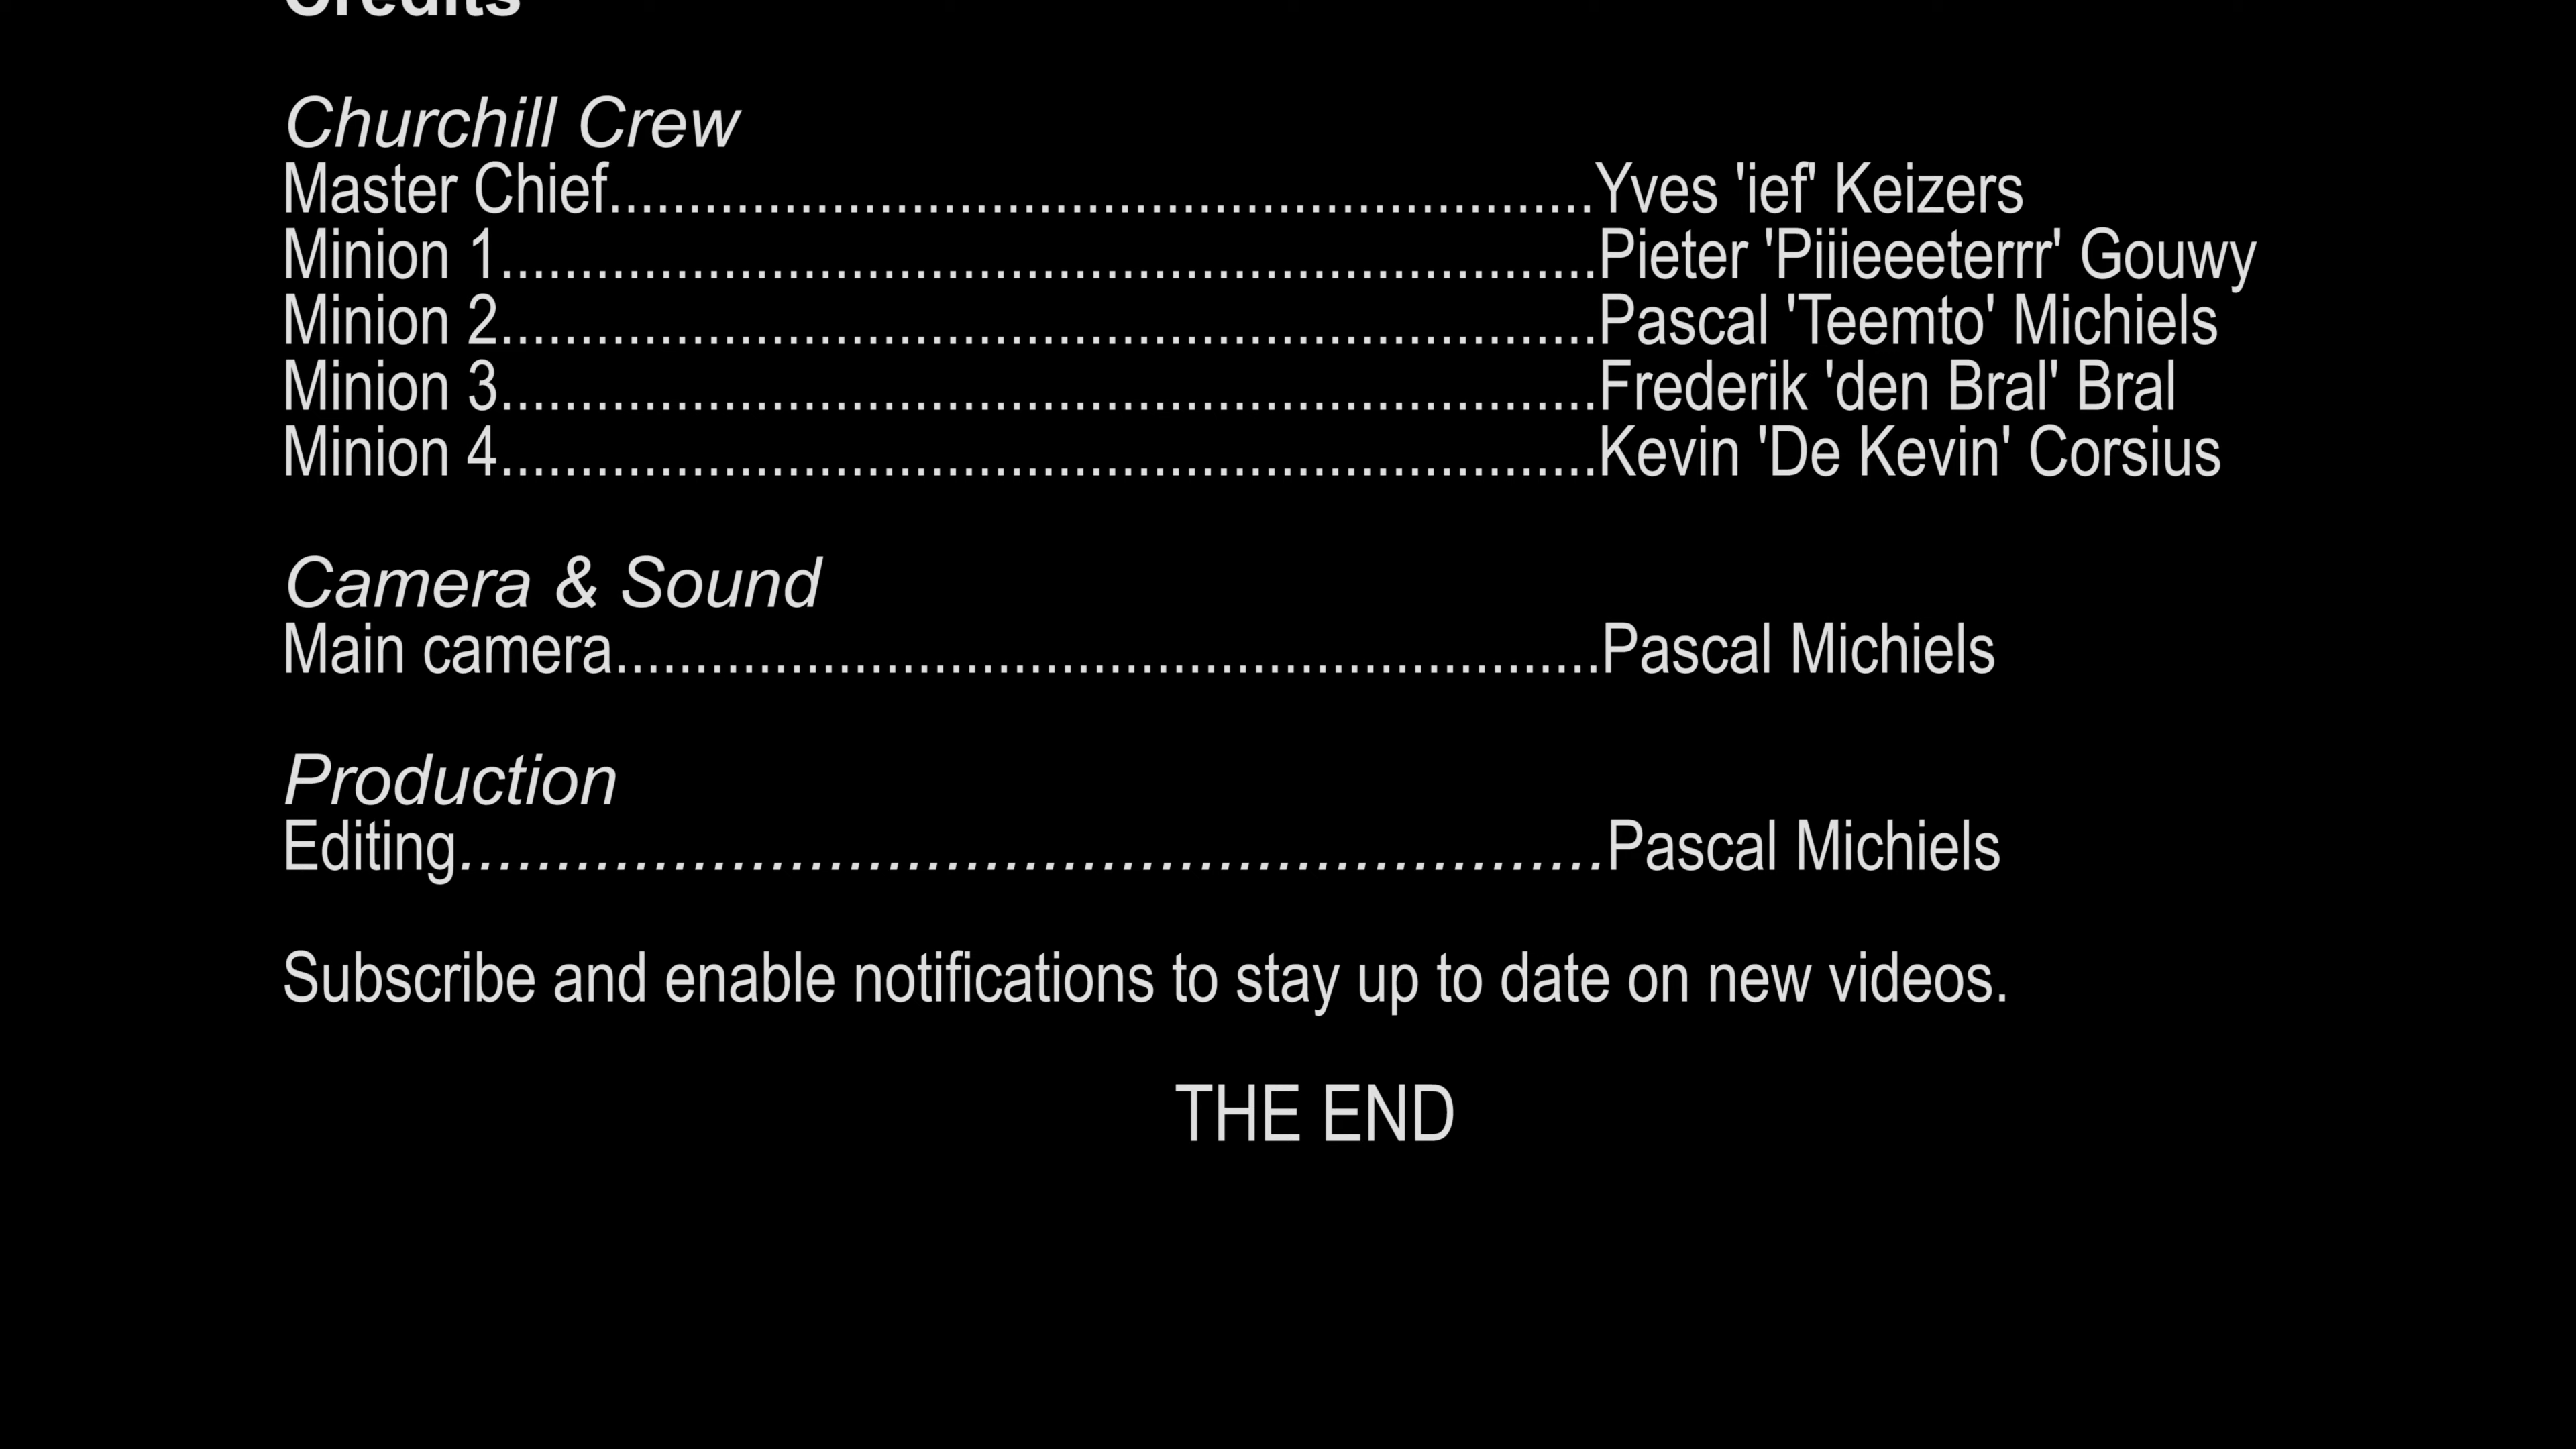 Credits
Churchill Crew
Master Chief..............................................................Yves 'ief' Keizers
Minion 1.....................................................................Pieter 'Piiieeeterrr' Gouwy
Minion 2.....................................................................Pascal 'Teemto' Michiels
Minion 3.....................................................................Frederik 'den Bral' Bral
Minion 4.....................................................................Kevin 'De Kevin' Corsius
Camera & Sound
Main camera..............................................................Pascal Michiels
Production
Editing.......................................................Pascal Michiels
Subscribe and enable notifications to stay up to date on new videos.
THE END